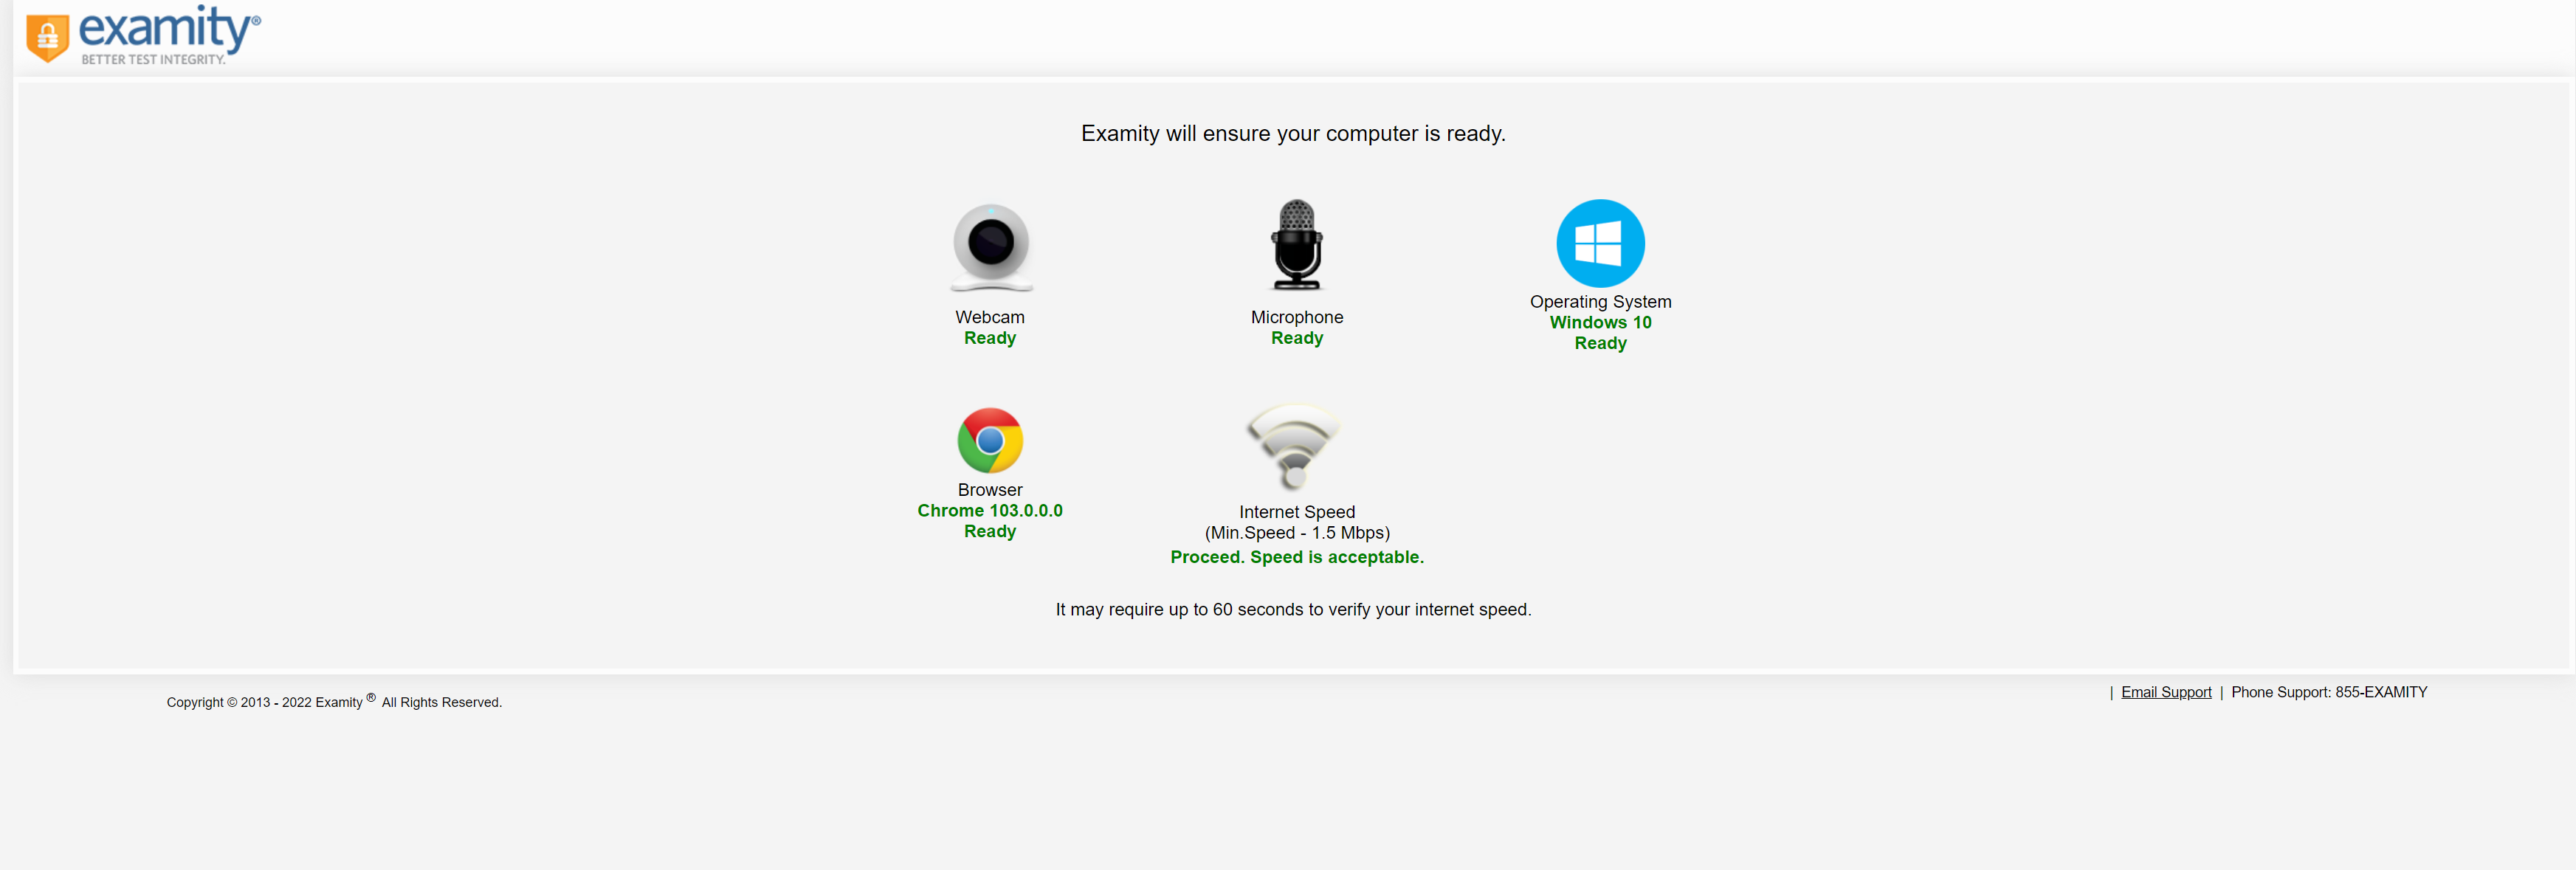 examity®
BETTER TEST INTEGRITY.
Examity will ensure your computer is ready.
Webcam
Ready
Microphone
Ready
Operating System
Windows 10
Ready
Browser
Chrome 103.0.0.0
Ready
Internet Speed
(Min.Speed - 1.5 Mbps)
Proceed. Speed is acceptable.
It may require up to 60 seconds to verify your internet speed.
Copyright © 2013 - 2022 Examity ® All Rights Reserved.
| Email Support | Phone Support: 855-EXAMITY